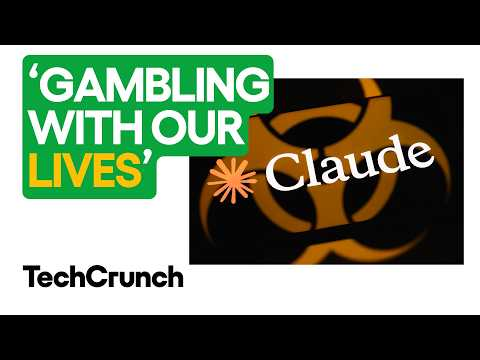 ‘GAMBLING
WITH OUR
LIVES’
Claude
TechCrunch